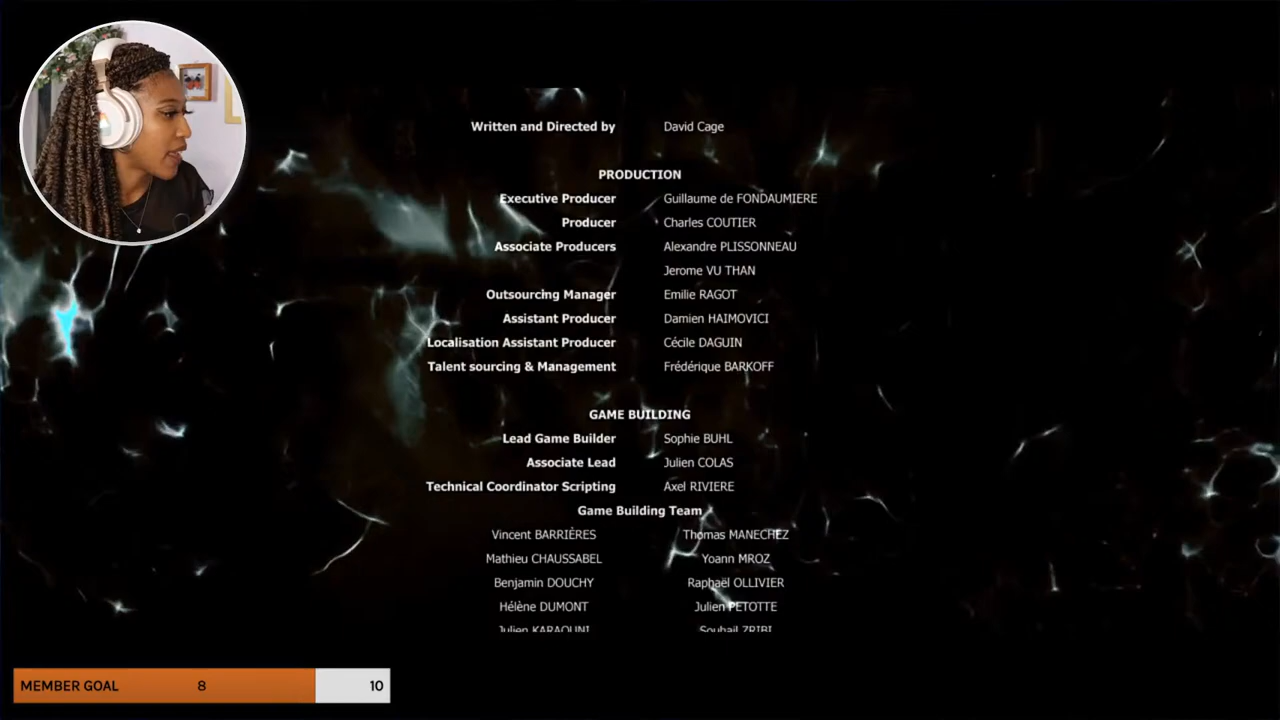 Written and Directed by David Cage
PRODUCTION
Executive Producer Guillaume de FONDAUMIERE
Producer Charles COUTIER
Associate Producers Alexandre PLISSONNEAU
Jerome VU THAN
Outsourcing Manager Emilie RAGOT
Assistant Producer Damien HAIMOVICI
Localisation Assistant Producer Cécile DAGUIN
Talent sourcing & Management Frédérique BARKOFF
GAME BUILDING
Lead Game Builder Sophie BUHL
Associate Lead Julien COLAS
Technical Coordinator Scripting Axel RIVIERE
Game Building Team
Vincent BARRIÈRES Thomas MANECHEZ
Mathieu CHAUSSABEL Yoann MROZ
Benjamin DOUCHY Raphaël OLLIVIER
Hélène DUMONT Julien PETOTTE
Julien KARAOUNI Souhail ZRIBI
MEMBER GOAL 8 10